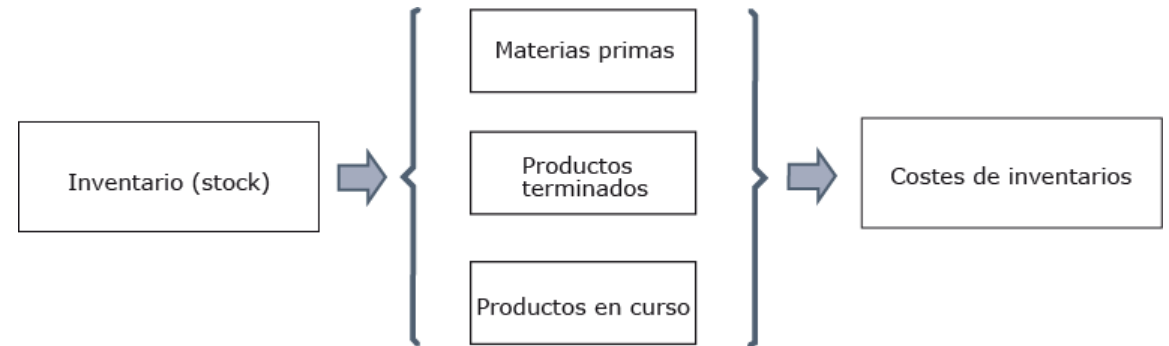 Inventario (stock)
Materias primas
Productos
terminados
Productos en curso
Costes de inventarios